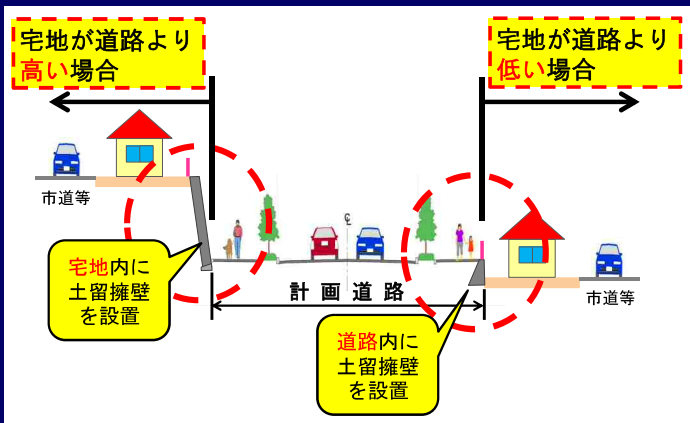 宅地が道路より
高い場合
宅地が道路より
低い場合
市道等
℄
宅地内に
土留擁壁
を設置
計画道路
市道等
道路内に
土留擁壁
を設置